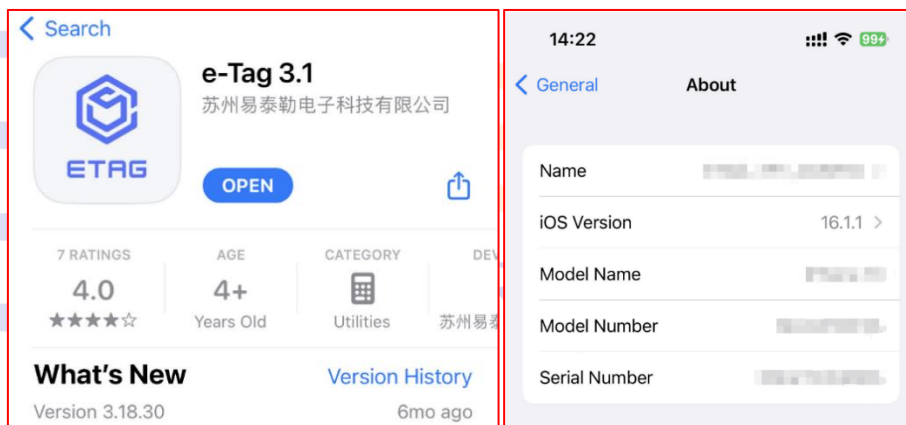 Search
e-Tag 3.1
苏州易泰勒电子科技有限公司
ETAG
OPEN
7 RATINGS
AGE
CATEGORY
DEV
4.0
4+
Years Old
Utilities
苏州易泰
What's New
Version History
Version 3.18.30
6mo ago
14:22
99
General
About
Name
iOS Version
16.1.1
Model Name
Model Number
Serial Number